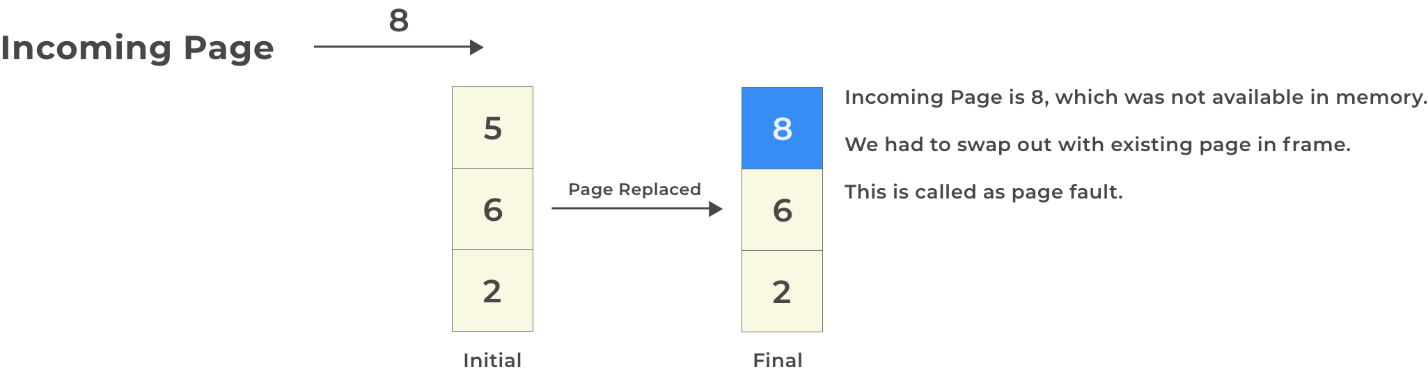 8
Incoming Page
5
6
2
Initial
Page Replaced
8
6
2
Final
Incoming Page is 8, which was not available in memory.
We had to swap out with existing page in frame.
This is called as page fault.